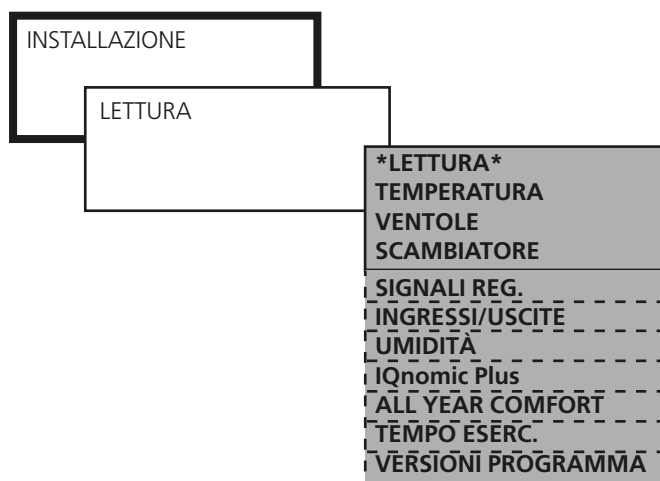 INSTALLAZIONE
LETTURA
*LETTURA*
TEMPERATURA
VENTOLE
SCAMBIATORE
SIGNALI REG.
INGRESSI/USCITE
UMIDITÀ
IQnomic Plus
ALL YEAR COMFORT
TEMPO ESERC.
VERSIONI PROGRAMMA